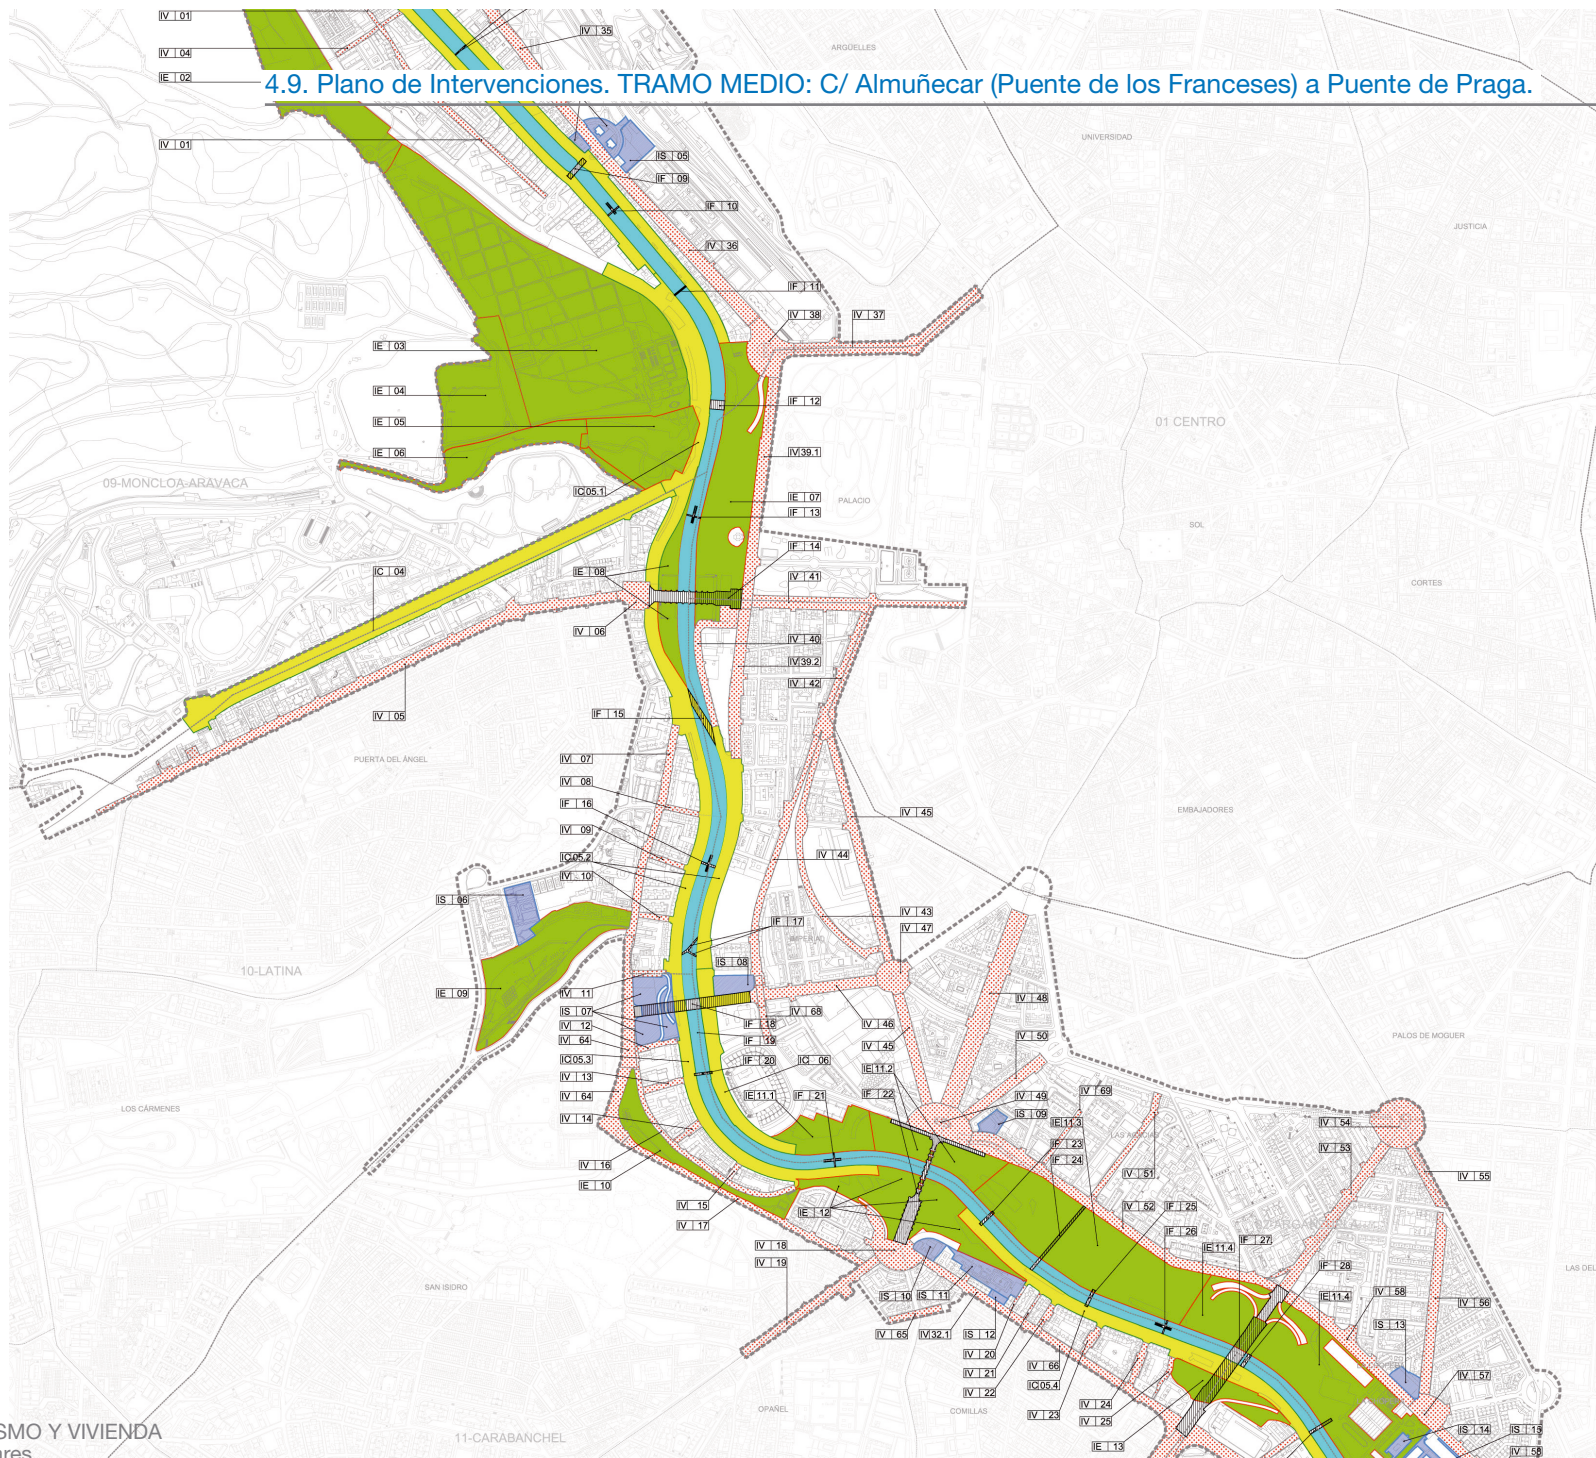 IV 01
IV 35
ARGÜELLES
IV 04
IE 02
4.9. Plano de Intervenciones. TRAMO MEDIO: C/ Almuñecar (Puente de los Franceses) a Puente de Praga.
UNIVERSIDAD
IV 01
IS 05
IF 09
IF 10
JUSTICIA
IV 36
IF 11
IV 38
IV 37
IE 03
IE 04
IF 12
IE 05
01 CENTRO
IE 06
IV 39.1
09-MONCLOA-ARAVACA
IC 05.1
IE 07
PALACIO
IF 13
SOL
IF 14
IC 04
IE 08
IV 41
CORTES
IV 06
IV 40
IV 39.2
IV 42
IV 05
IF 15
IV 07
PUERTA DEL ÁNGEL
IV 08
IF 16
IV 45
EMBAJADORES
IV 09
IC 05.2
IV 44
IV 10
IS 06
IV 43
IF 17
IV 47
IMPERIAL
IS 08
10-LATINA
IE 09
IV 11
IV 48
IS 07
IV 68
IV 12
IF 18
IV 46
IV 64
IF 19
IV 45
IV 50
PALOS DE MOGUER
IC 05.3
IF 20
IC 06
IE 11.2
IV 13
IV 64
IE 11.1
IF 21
IF 22
IV 49
IV 69
LOS CÁRMENES
IV 14
IS 09
IE 11.3
IV 54
IF 23
LAS ACACIAS
IV 53
IF 24
IV 16
IV 51
IV 55
IE 10
IV 15
IE 12
IV 52
IF 25
IV 17
IF 26
IE 11.4
IF 27
IV 18
IF 28
IV 19
SAN ISIDRO
IS 10
IS 11
IE 11.4
IV 58
IV 56
IV 65
IV 32.1
IS 12
IV 20
IS 13
IV 21
IV 66
IV 22
IC 05.4
IV 57
IV 23
IV 24
OPAÑEL
COMILLAS
IV 25
SMO Y VIVIENDA
11-CARABANCHEL
IE 13
IS 14
IS 15